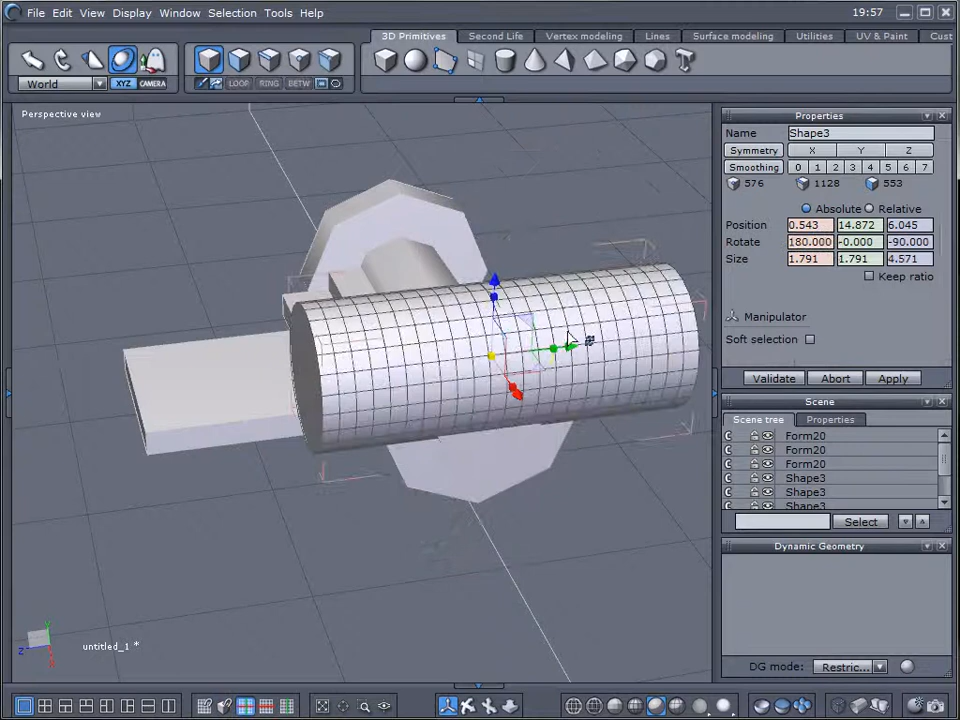 File Edit View Display Window Selection Tools Help 19:57
3D Primitives Second Life Vertex modeling Lines Surface modeling Utilities UV & Paint Cust
World XYZ CAMERA LOOP RING BETW
Perspective view
Properties
Name Shape3
Symmetry X Y Z
Smoothing 0 1 2 3 4 5 6 7
576 1128 553
Absolute Relative
Position 0.543 14.872 6.045
Rotate 180.000 -0.000 -90.000
Size 1.791 1.791 4.571
Keep ratio
Manipulator
Soft selection
Validate Abort Apply
Scene
Scene tree Properties
Form20
Form20
Form20
Shape3
Shape3
Shape3
Select
Dynamic Geometry
DG mode: Restric...
Y
Z
X
untitled_1 *